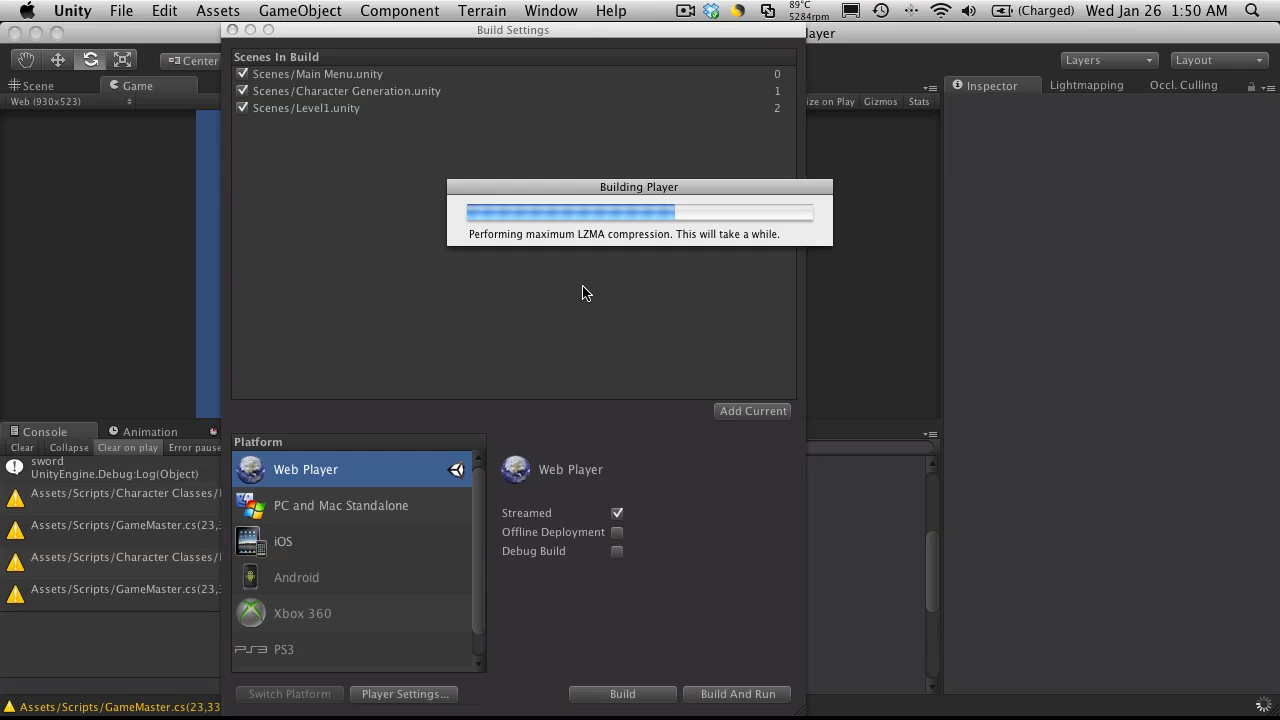 Unity File Edit Assets GameObject Component Terrain Window Help 89°C 5284rpm (Charged) Wed Jan 26 1:50 AM
Build Settings
layer
Center
Layers
Layout
Scene
Game
Web (930x523)
ize on Play
Gizmos
Stats
Inspector
Lightmapping
Occl. Culling
Scenes In Build
Scenes/Main Menu.unity 0
Scenes/Character Generation.unity 1
Scenes/Level1.unity 2
Building Player
Performing maximum LZMA compression. This will take a while.
Add Current
Console
Animation
Clear
Collapse
Clear on play
Error pause
sword
UnityEngine.Debug:Log(Object)
Assets/Scripts/Character Classes/
Assets/Scripts/GameMaster.cs(23,
Assets/Scripts/Character Classes/
Assets/Scripts/GameMaster.cs(23,
Assets/Scripts/GameMaster.cs(23,33
Platform
Web Player
PC and Mac Standalone
iOS
Android
Xbox 360
PS3
PS3
Web Player
Streamed
Offline Deployment
Debug Build
Switch Platform
Player Settings...
Build
Build And Run